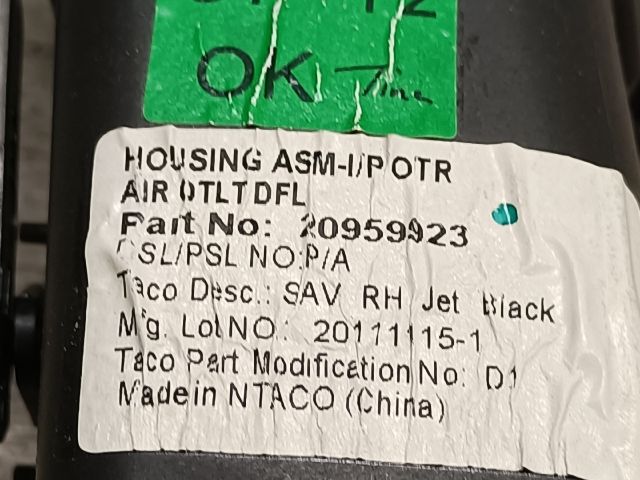 OK Tina
HOUSING ASM-I/P OTR
AIR OTLT DFL
Part No: 20959923
CSL/PSL NO:P/A
Taco Desc.: SAV RH Jet Black
Mfg. Lot NO.: 20111115-1
Taco Part Modification No: D1
Made in NTACO (China)